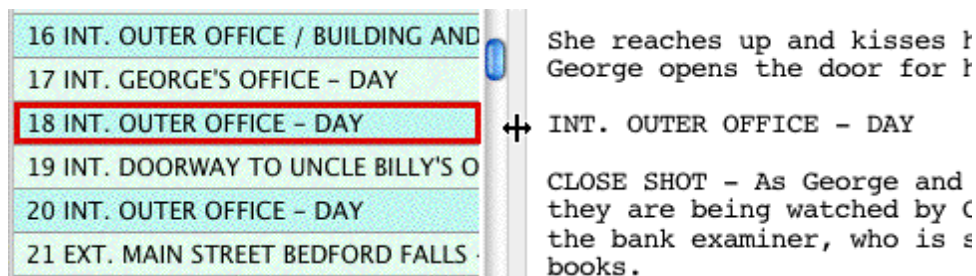 16 INT. OUTER OFFICE / BUILDING AND
17 INT. GEORGE'S OFFICE – DAY
18 INT. OUTER OFFICE – DAY
19 INT. DOORWAY TO UNCLE BILLY'S O
20 INT. OUTER OFFICE – DAY
21 EXT. MAIN STREET BEDFORD FALLS -
She reaches up and kisses h
George opens the door for h
INT. OUTER OFFICE – DAY
CLOSE SHOT – As George and
they are being watched by C
the bank examiner, who is s
books.